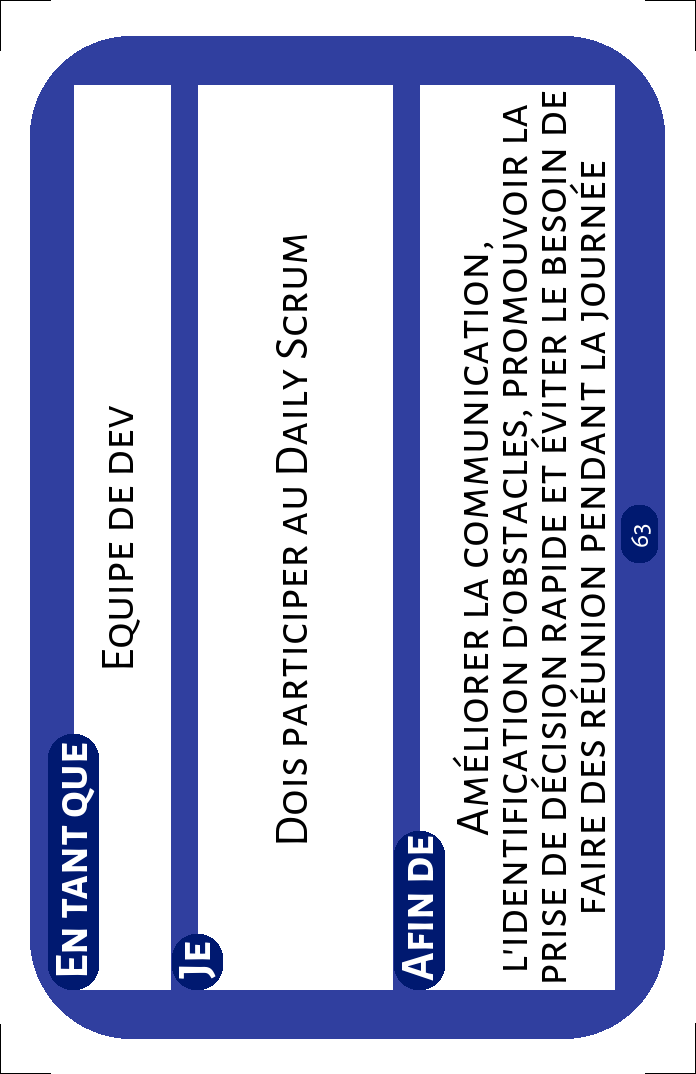 En tant que
Equipe de dev
Je
Dois participer au Daily Scrum
Afin de
Améliorer la communication,
l'identification d'obstacles, promouvoir la
prise de décision rapide et éviter le besoin de
faire des réunion pendant la journée
63